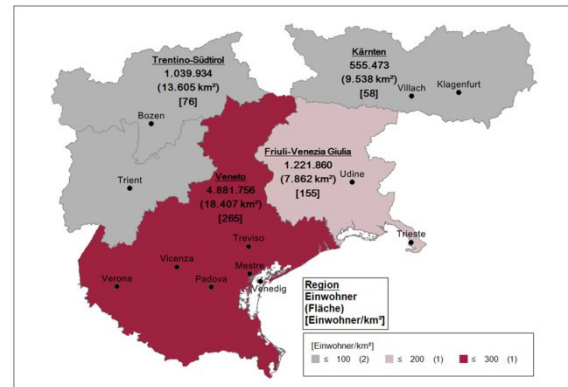 Trentino-Südtirol
1.039.934
(13.605 km²)
[76]
Bozen
Trient
Kärnten
555.473
(9.538 km²)
[58]
Villach
Klagenfurt
Friuli-Venezia Giulia
1.221.860
(7.862 km²)
[155]
Udine
Trieste
Veneto
4.881.756
(18.407 km²)
[265]
Treviso
Vicenza
Mestre
Verona
Padova
Venedig
Region
Einwohner
(Fläche)
[Einwohner/km²]
[Einwohner/km²]
≤ 100 (2)
≤ 200 (1)
≤ 300 (1)